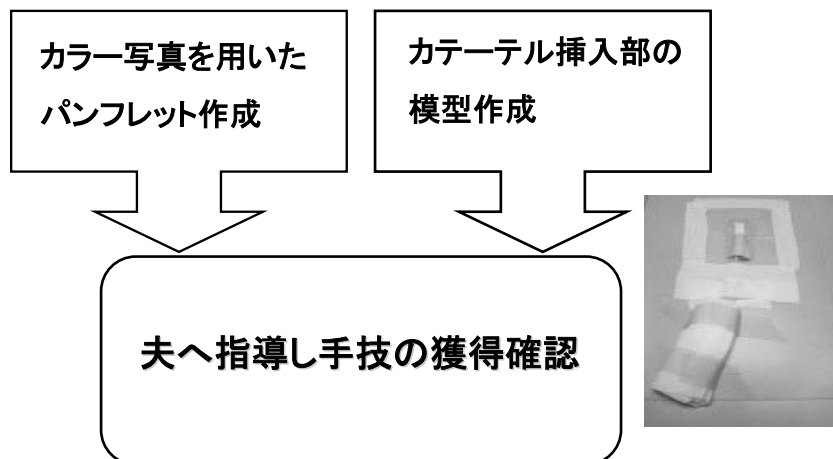 カラー写真を用いた
パンフレット作成
カテーテル挿入部の
模型作成
夫へ指導し手技の獲得確認